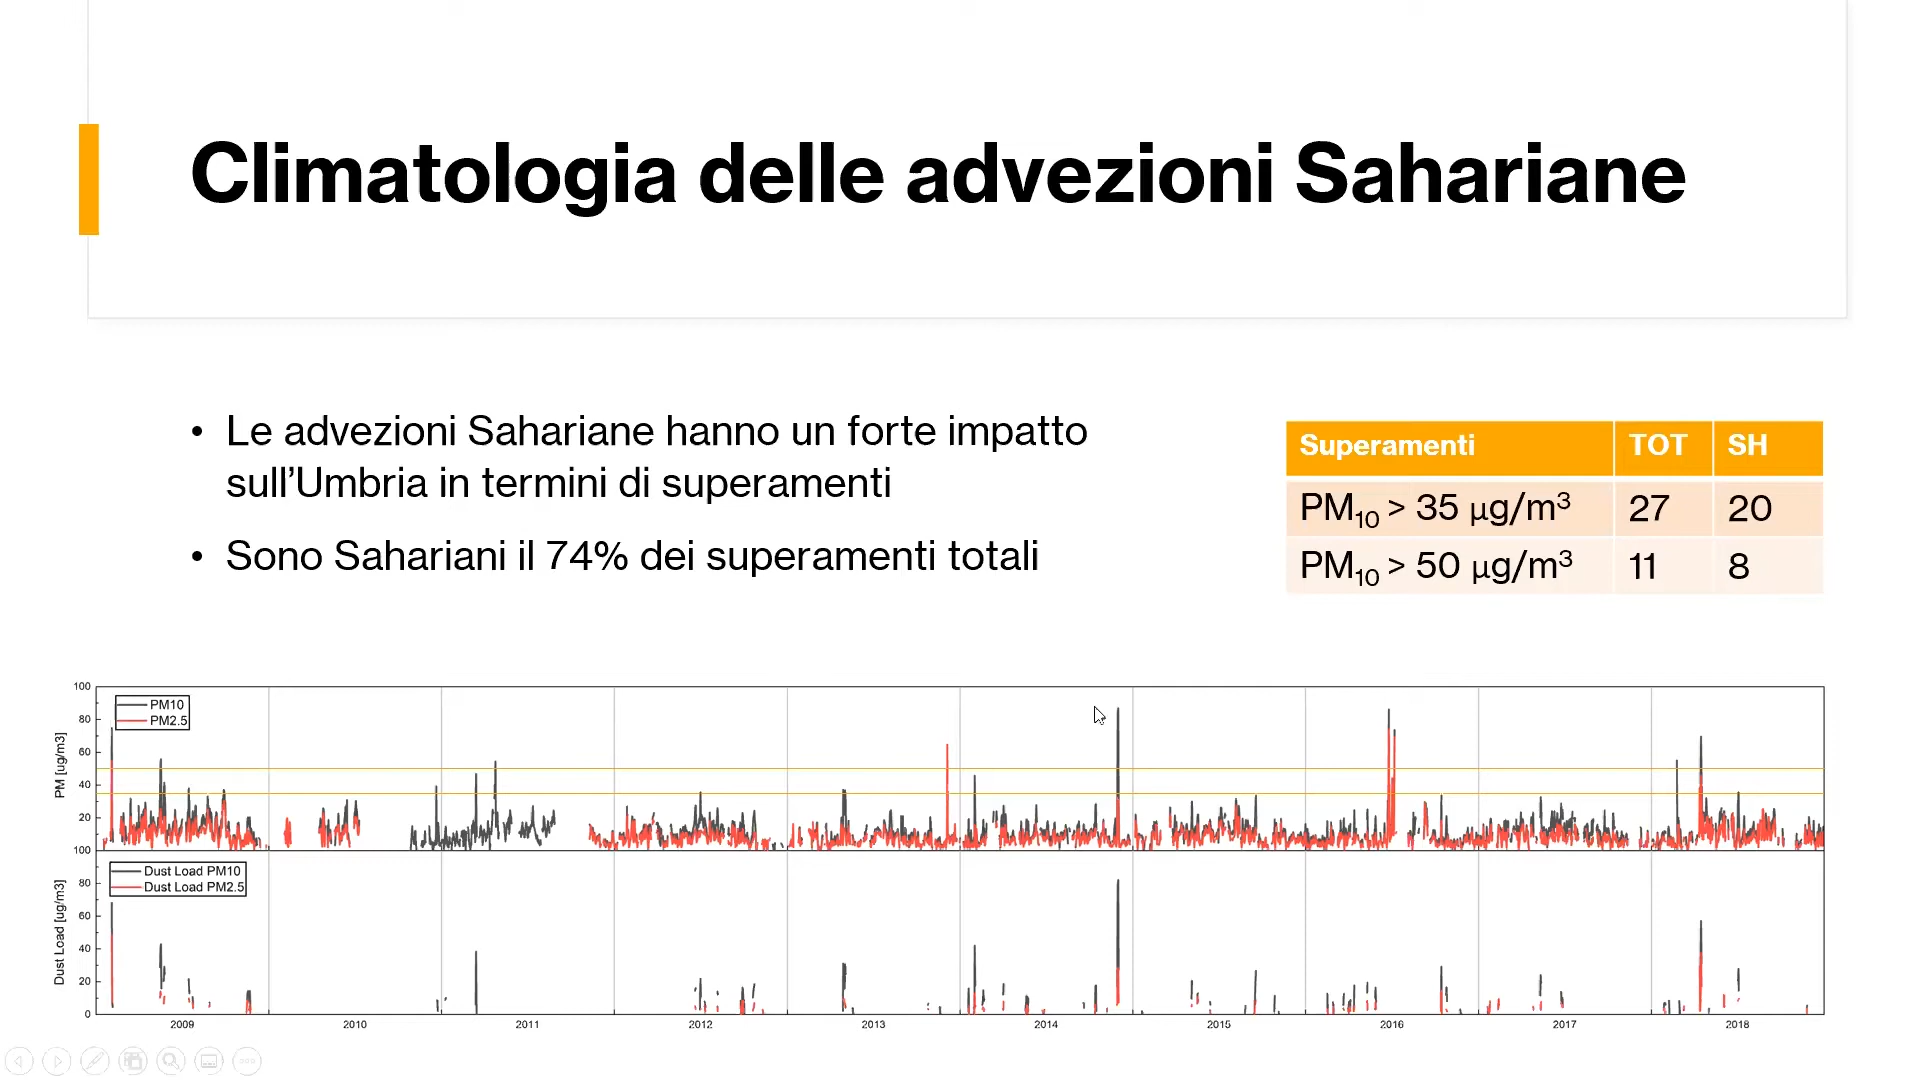 Climatologia delle advezioni Sahariane
• Le advezioni Sahariane hanno un forte impatto
sull’Umbria in termini di superamenti
• Sono Sahariani il 74% dei superamenti totali
Superamenti TOT SH
PM10 > 35 µg/m³ 27 20
PM10 > 50 µg/m³ 11 8
PM [ug/m3]
100
80
60
40
20
PM10
PM2.5
Dust Load [ug/m3]
100
80
60
40
20
0
Dust Load PM10
Dust Load PM2.5
2009 2010 2011 2012 2013 2014 2015 2016 2017 2018